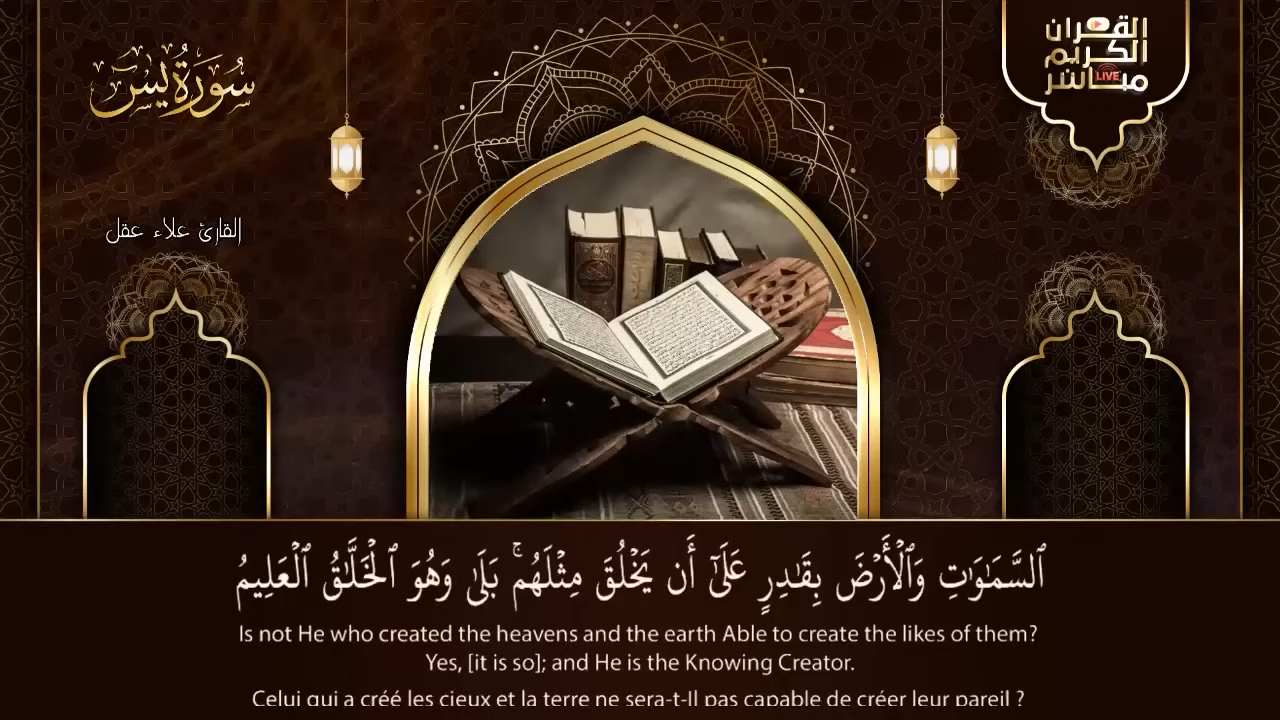 سورة يس
القرآن
الكريم
مباشر
LIVE
القارئ علاء عقل
ٱلسَّمَٰوَٰتِ وَٱلْأَرْضَ بِقَٰدِرٍ عَلَىٰٓ أَن يَخْلُقَ مِثْلَهُمۚ بَلَىٰ وَهُوَ ٱلْخَلَّٰقُ ٱلْعَلِيمُ
Is not He who created the heavens and the earth Able to create the likes of them?
Yes, [it is so]; and He is the Knowing Creator.
Celui qui a créé les cieux et la terre ne sera-t-Il pas capable de créer leur pareil ?